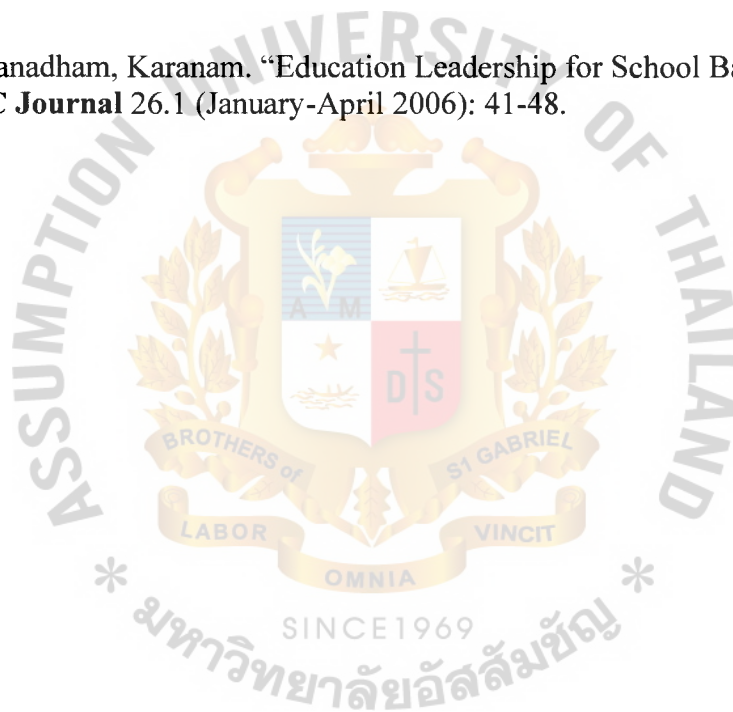 anadham, Karanam. “Education Leadership for School Ba
C Journal 26.1 (January-April 2006): 41-48.
ASSUMPTION UNIVERSITY OF THAILAND
A M
D S
BROTHERS of
St GABRIEL
LABOR
VINCIT
OMNIA
SINCE1969
* มหาวิทยาลัยอัสสัมชัญ *